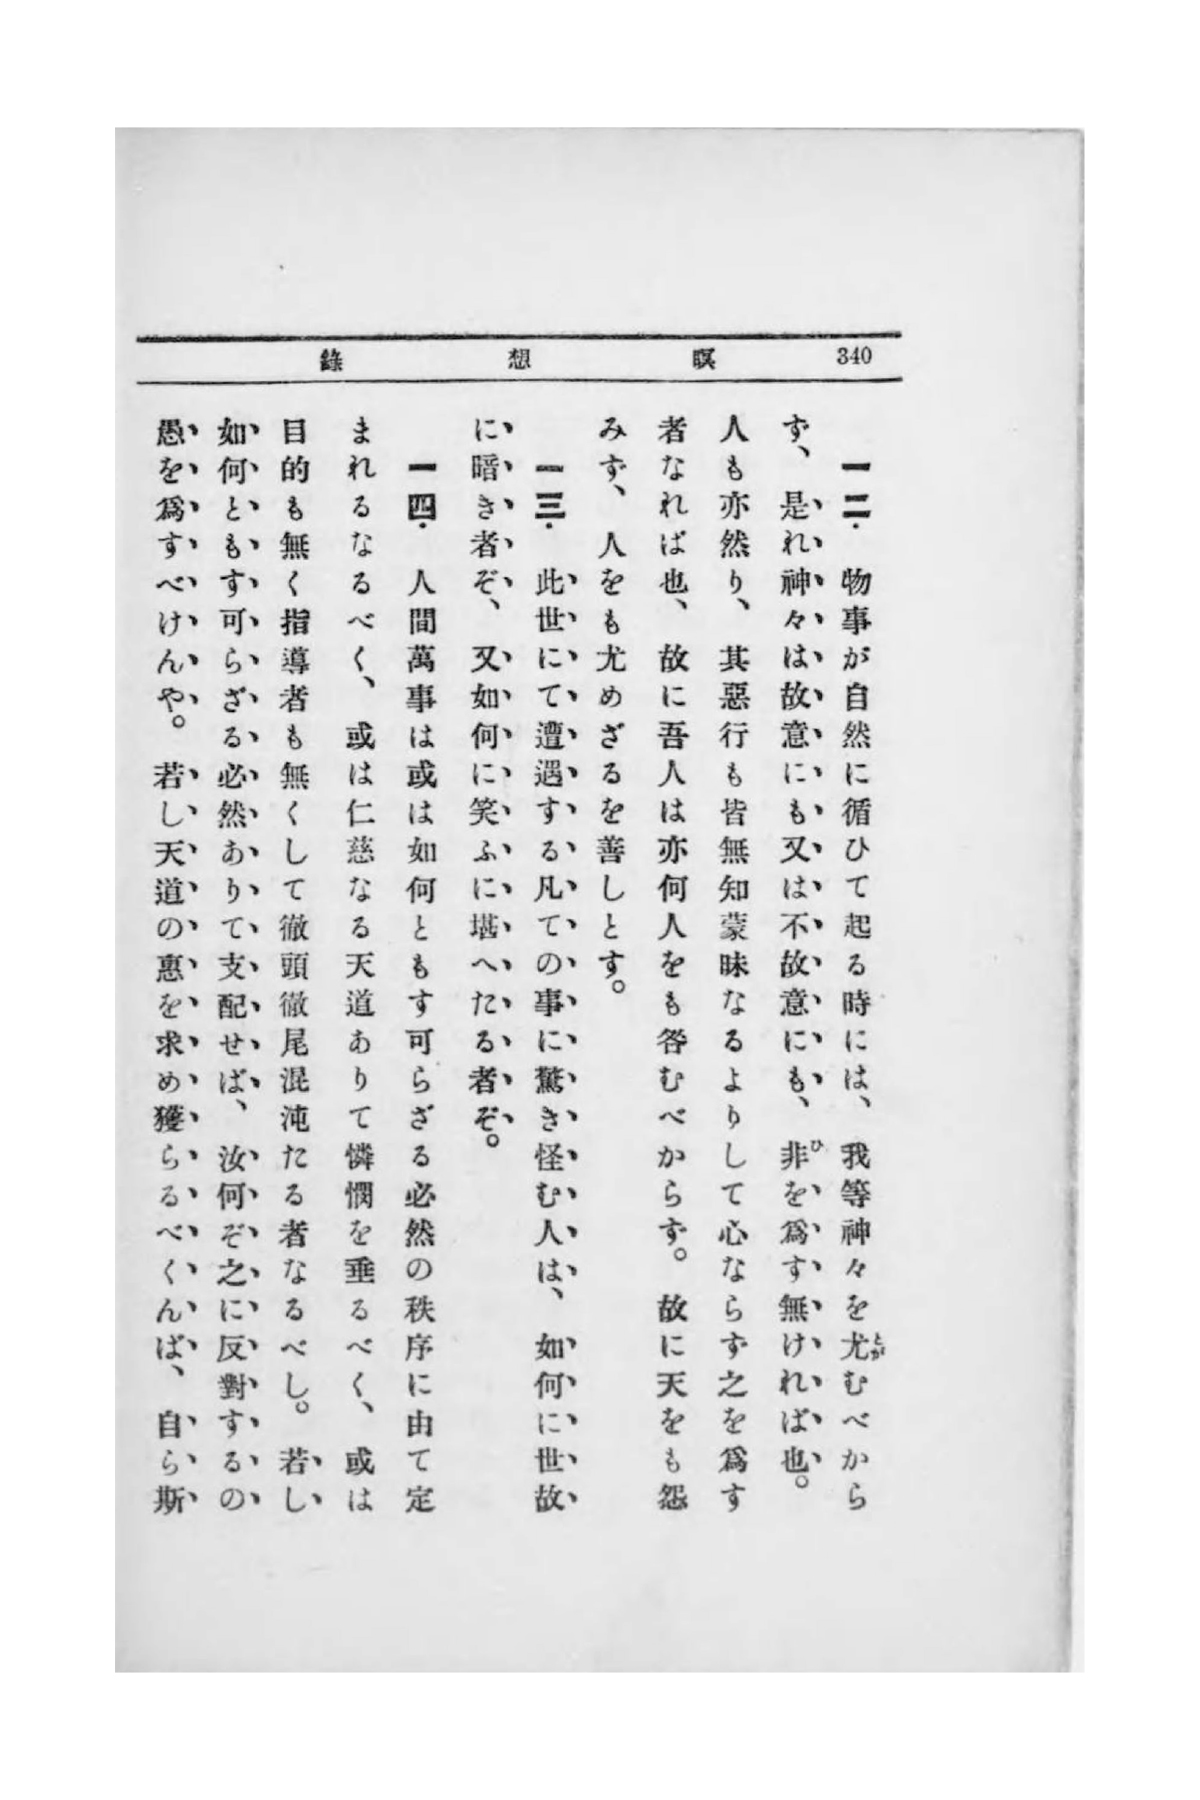 340 瞑想錄
一二． 物事が自然に循ひて起る時には、我等神々を尤むべから
ず、是れ神々は故意にも又は不故意にも、非を爲す無ければ也。
人も亦然り、其惡行も皆無知蒙昧なるよりして心ならず之を爲す
者なれば也、故に吾人は亦何人をも咎むべからず。故に天をも怨
みず、人をも尤めざるを善しとす。
一三． 此世にて遭遇する凡ての事に驚き怪む人は、如何に世故
に暗き者ぞ、又如何に笑ふに堪へたる者ぞ。
一四． 人間萬事は或は如何ともす可らざる必然の秩序に由て定
まれるなるべく、或は仁慈なる天道ありて憐憫を垂るべく、或は
目的も無く指導者も無くして徹頭徹尾混沌たる者なるべし。若し
如何ともす可らざる必然ありて支配せば、汝何ぞ之に反對するの
愚を爲すべけんや。若し天道の惠を求め獲らるべくんば、自ら斯